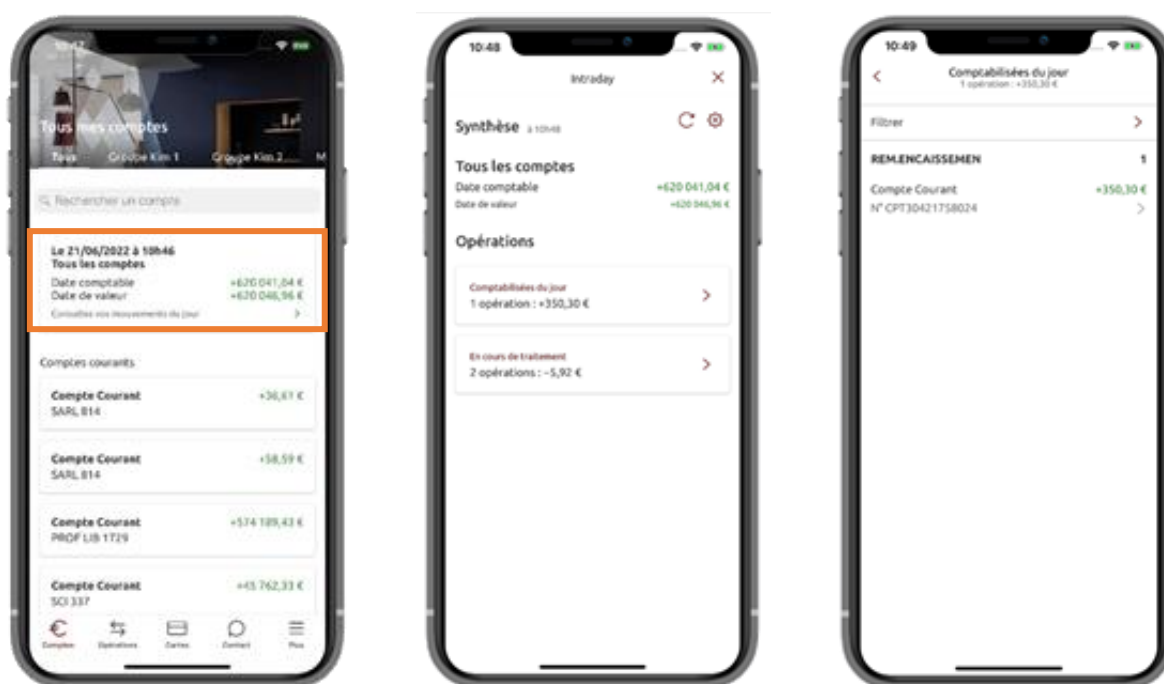 10:47
Tous mes comptes
Tous Groupe Kim 1 Groupe Kim 2 M
Rechercher un compte
Le 21/06/2022 à 10h46
Tous les comptes
Date comptable +620 041,04 €
Date de valeur +620 046,96 €
Consultez vos mouvements du jour
Comptes courants
Compte Courant +36,61 €
SARL 814
Compte Courant +58,59 €
SARL 814
Compte Courant +574 189,43 €
PROF LIB 1729
Compte Courant +45 762,33 €
SCI 337
Comptes Opérations Cartes Contact Plus
10:48
Intraday
Synthèse à 10h48
Tous les comptes
Date comptable +620 041,04 €
Date de valeur +620 046,96 €
Opérations
Comptabilisées du jour
1 opération : +350,30 €
En cours de traitement
2 opérations : -5,92 €
10:49
Comptabilisées du jour
1 opération : +350,30 €
Filtrer
REM.ENCAISSEMEN 1
Compte Courant +350,30 €
N° CPT30421758024